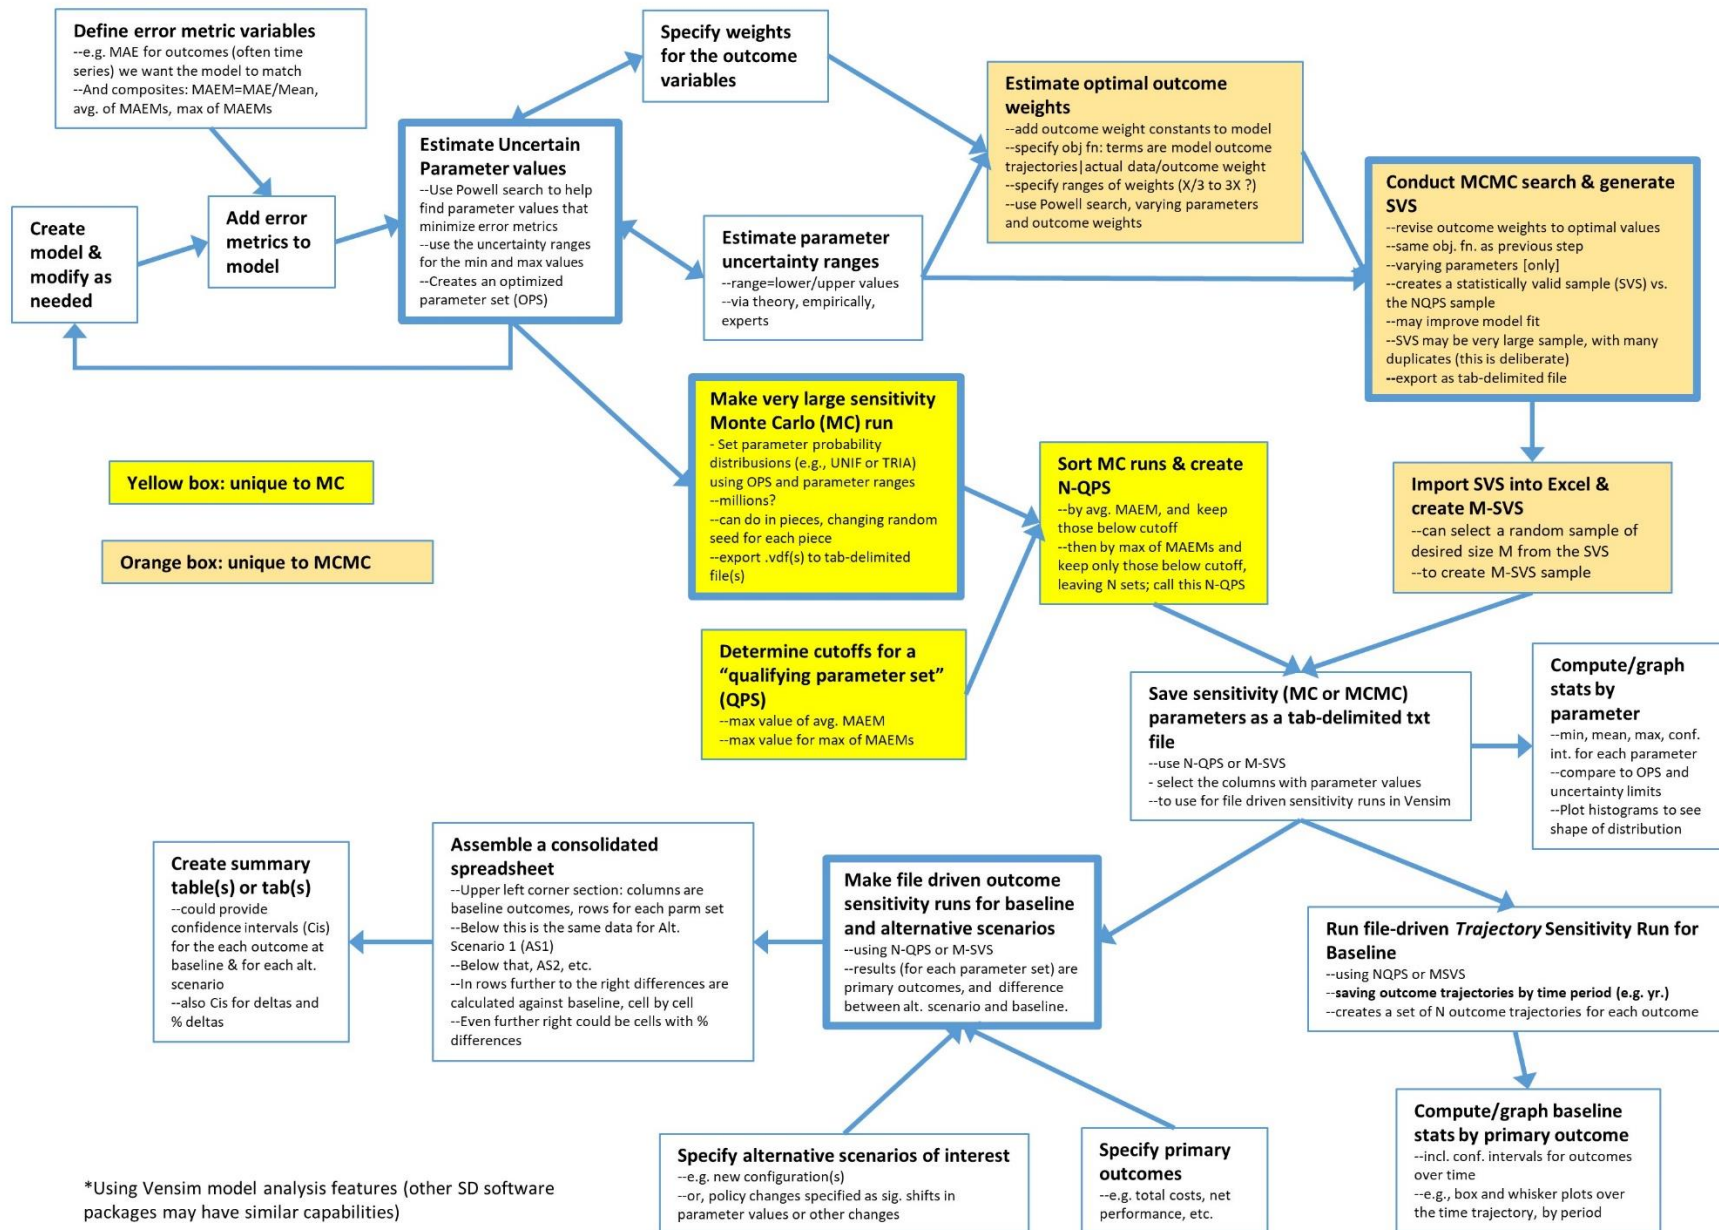 Define error metric variables
--e.g. MAE for outcomes (often time
series) we want the model to match
--And composites: MAEM=MAE/Mean,
avg. of MAEMs, max of MAEMs
Specify weights
for the outcome
variables
Estimate optimal outcome
weights
--add outcome weight constants to model
--specify obj fn: terms are model outcome
trajectories|actual data/outcome weight
--specify ranges of weights (X/3 to 3X ?)
--use Powell search, varying parameters
and outcome weights
Estimate Uncertain
Parameter values
--Use Powell search to help
find parameter values that
minimize error metrics
--use the uncertainty ranges
for the min and max values
--Creates an optimized
parameter set (OPS)
Conduct MCMC search & generate
SVS
--revise outcome weights to optimal values
--same obj. fn. as previous step
--varying parameters [only]
--creates a statistically valid sample (SVS) vs.
the NQPS sample
--may improve model fit
--SVS may be very large sample, with many
duplicates (this is deliberate)
--export as tab-delimited file
Create
model &
modify as
needed
Add error
metrics to
model
Estimate parameter
uncertainty ranges
--range=lower/upper values
--via theory, empirically,
experts
Make very large sensitivity
Monte Carlo (MC) run
- Set parameter probability
distribusions (e.g., UNIF or TRIA)
using OPS and parameter ranges
--millions?
--can do in pieces, changing random
seed for each piece
--export .vdf(s) to tab-delimited
file(s)
Yellow box: unique to MC
Orange box: unique to MCMC
Sort MC runs & create
N-QPS
--by avg. MAEM, and keep
those below cutoff
--then by max of MAEMs and
keep only those below cutoff,
leaving N sets; call this N-QPS
Import SVS into Excel &
create M-SVS
--can select a random sample of
desired size M from the SVS
--to create M-SVS sample
Determine cutoffs for a
“qualifying parameter set”
(QPS)
--max value of avg. MAEM
--max value for max of MAEMs
Save sensitivity (MC or MCMC)
parameters as a tab-delimited txt
file
--use N-QPS or M-SVS
- select the columns with parameter values
--to use for file driven sensitivity runs in Vensim
Compute/graph
stats by
parameter
--min, mean, max, conf.
int. for each parameter
--compare to OPS and
uncertainty limits
--Plot histograms to see
shape of distribution
Create summary
table(s) or tab(s)
--could provide
confidence intervals (Cis)
for the each outcome at
baseline & for each alt.
scenario
--also Cis for deltas and
% deltas
Assemble a consolidated
spreadsheet
--Upper left corner section: columns are
baseline outcomes, rows for each parm set
--Below this is the same data for Alt.
Scenario 1 (AS1)
--Below that, AS2, etc.
--In rows further to the right differences are
calculated against baseline, cell by cell
--Even further right could be cells with %
differences
Make file driven outcome
sensitivity runs for baseline
and alternative scenarios
--using N-QPS or M-SVS
--results (for each parameter set) are
primary outcomes, and difference
between alt. scenario and baseline.
Run file-driven Trajectory Sensitivity Run for
Baseline
--using NQPS or MSVS
--saving outcome trajectories by time period (e.g. yr.)
--creates a set of N outcome trajectories for each outcome
Specify alternative scenarios of interest
--e.g. new configuration(s)
--or, policy changes specified as sig. shifts in
parameter values or other changes
Specify primary
outcomes
--e.g. total costs, net
performance, etc.
Compute/graph baseline
stats by primary outcome
--incl. conf. intervals for outcomes
over time
--e.g., box and whisker plots over
the time trajectory, by period
*Using Vensim model analysis features (other SD software
packages may have similar capabilities)